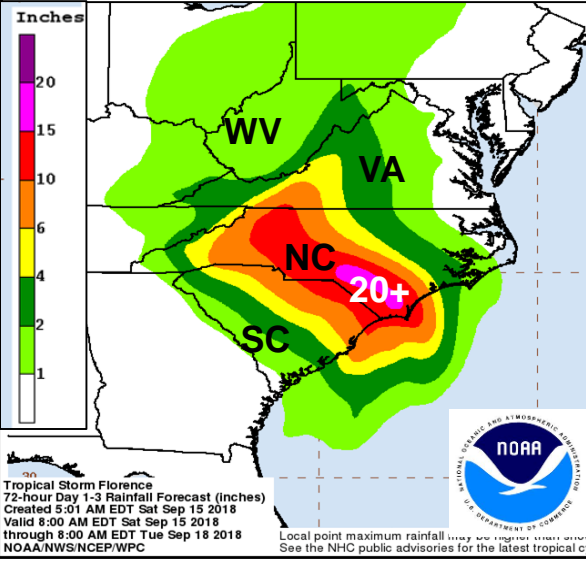 Inches
20
15
10
6
4
2
1
WV
VA
NC
20+
SC
30
NATIONAL OCEANIC AND ATMOSPHERIC ADMINISTRATION
NOAA
U.S. DEPARTMENT OF COMMERCE
Tropical Storm Florence
72-hour Day 1-3 Rainfall Forecast (inches)
Created 5:01 AM EDT Sat Sep 15 2018
Valid 8:00 AM EDT Sat Sep 15 2018
through 8:00 AM EDT Tue Sep 18 2018
NOAA/NWS/NCEP/WPC
Local point maximum rainfall may be higher than
See the NHC public advisories for the latest tropical